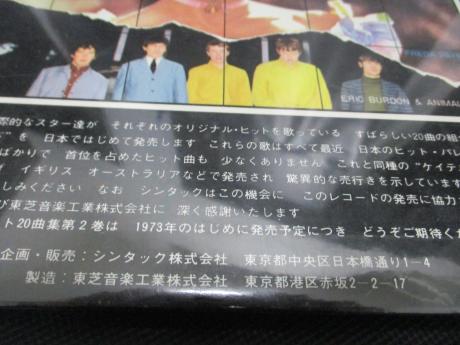 FREDA PAYNE
ERIC BURDON & ANIMAL
際的なスター達が それぞれのオリジナル・ヒットを歌っている すばらしい20曲の組
を 日本ではじめて発売します これらの歌はすべて最近 日本のヒット・パレ
ばかりで 首位を占めたヒット曲も 少なくありません これと同種の"ケイテ
イギリス オーストラリアなどで発売され 驚異的な売行きを示しています
しみください なお シンタックはこの機会に このレコードの発売に協力
び東芝音楽工業株式会社に 深く感謝いたします
ット20曲集第2巻は 1973年のはじめに発売予定につき どうぞご期待くだ
企画・販売:シンタック株式会社 東京都中央区日本橋通り1-4
製造:東芝音楽工業株式会社 東京都港区赤坂2-2-17